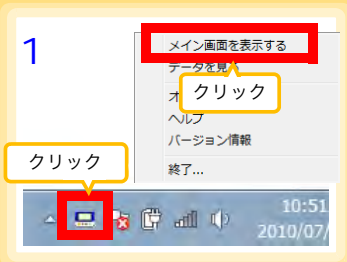 1
メイン画面を表示する
データを見
オ
クリック
ヘルプ
バージョン情報
クリック
終了...
10:51
2010/07/